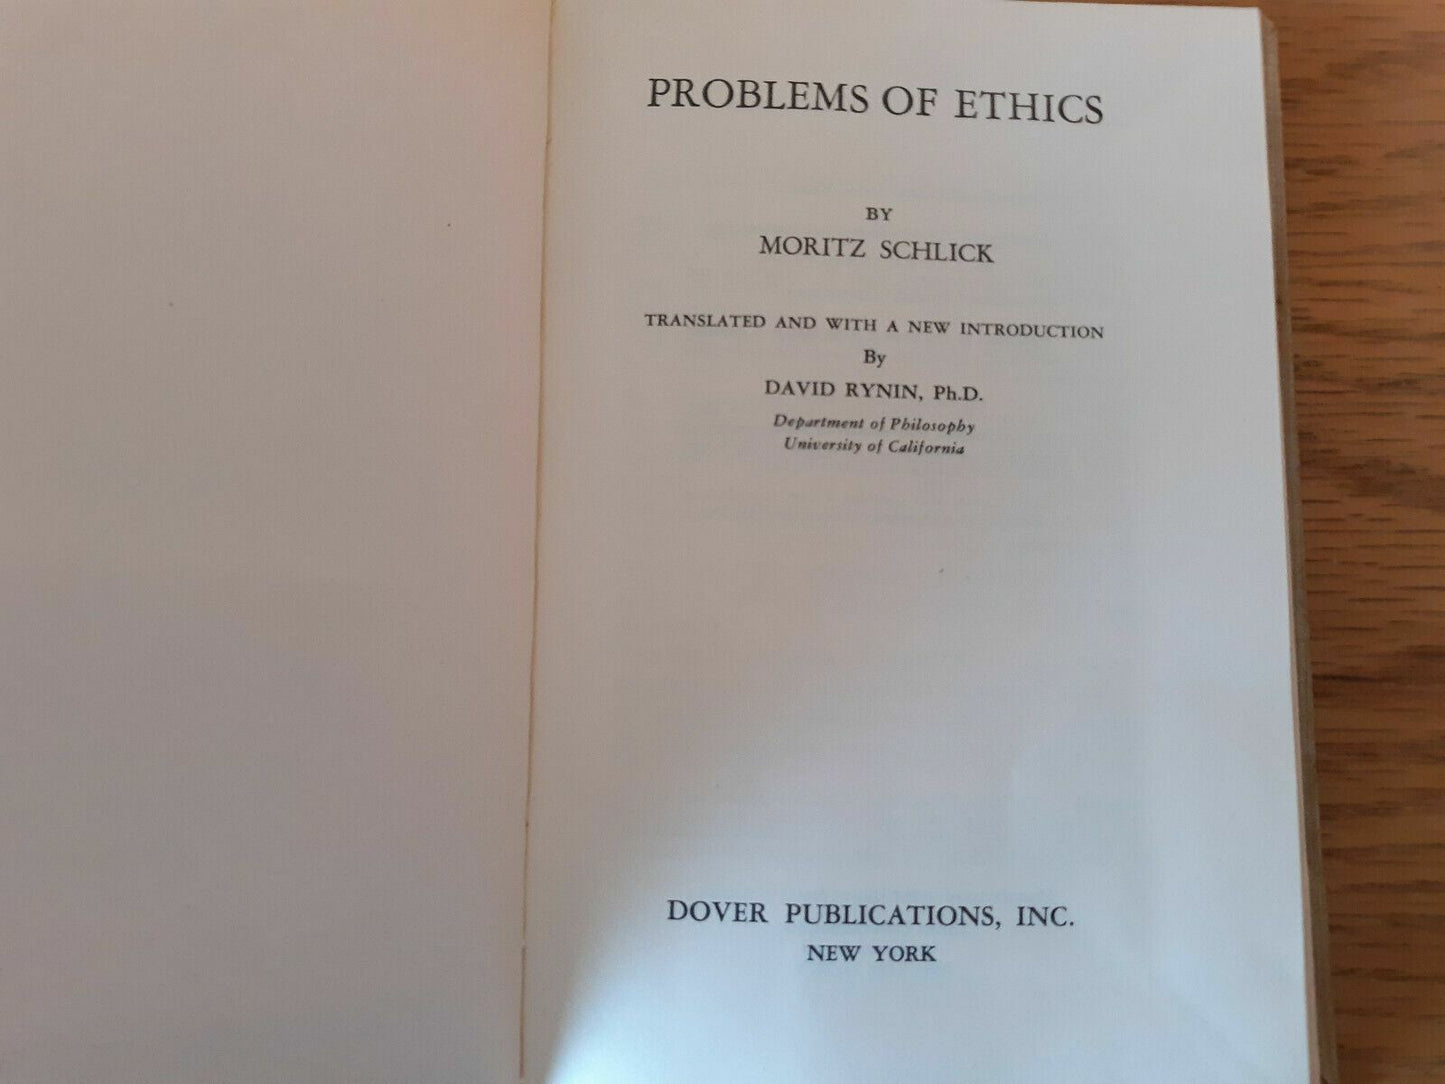 PROBLEMS OF ETHICS
BY
MORITZ SCHLICK
TRANSLATED AND WITH A NEW INTRODUCTION
By
DAVID RYNIN, Ph.D.
Department of Philosophy
University of California
DOVER PUBLICATIONS, INC.
NEW YORK